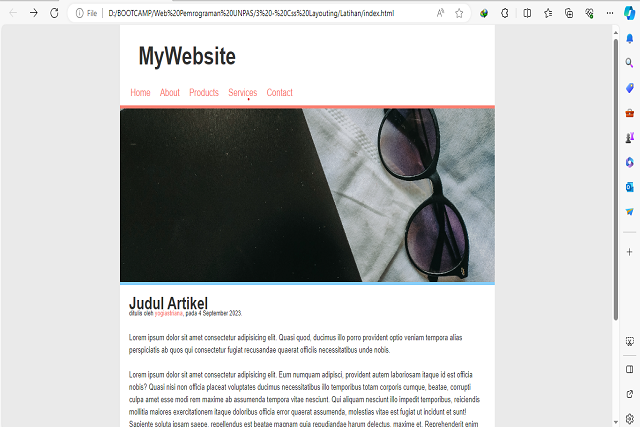 File
D:/BOOTCAMP/Web%20Pemrograman%20UNPAS/3%20-%20Css%20Layouting/Latihan/index.html
MyWebsite
Home About Products Services Contact
Judul Artikel
ditulis oleh yogiastriana, pada 4 September 2023.
Lorem ipsum dolor sit amet consectetur adipisicing elit. Quasi quod, ducimus illo porro provident optio veniam tempora alias
perspiciatis ab quos qui consectetur fugiat recusandae quaerat officiis necessitatibus unde nobis.
Lorem ipsum dolor sit amet consectetur adipisicing elit. Eum numquam adipisci, provident autem laboriosam itaque id est officia
nobis? Quasi nisi non officia placeat voluptates ducimus necessitatibus illo temporibus totam corporis cumque, beatae, corrupti
culpa amet esse modi rem maxime ab assumenda tempora vitae nesciunt. Qui aliquam nesciunt illo impedit temporibus, reiciendis
mollitia maiores exercitationem itaque doloribus officia error quaerat assumenda, molestias vitae est fugiat ut incidunt et sunt!
Sapiente soluta ipsam saepe, repellendus est beatae magnam quia repudiandae harum delectus, maxime et. Reprehenderit enim